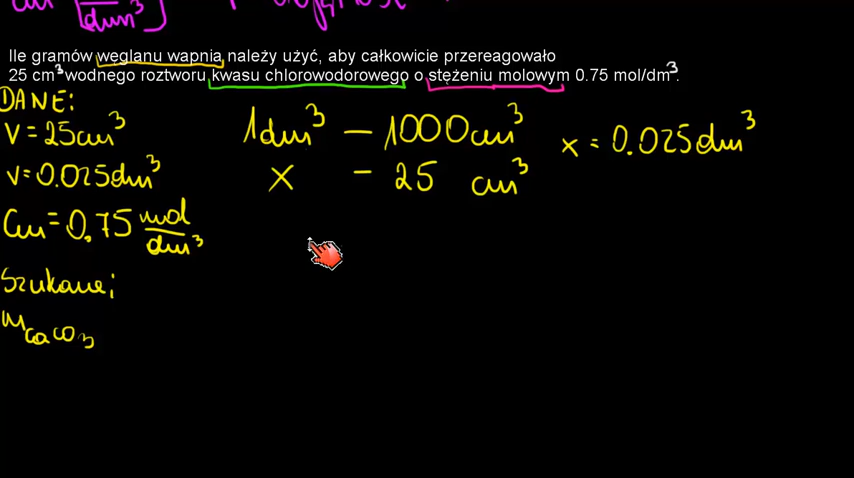 Cm [dm³]
Ile gramów węglanu wapnia należy użyć, aby całkowicie przereagowało
25 cm³ wodnego roztworu kwasu chlorowodorowego o stężeniu molowym 0.75 mol/dm³.
DANE:
V = 25cm³
V = 0.025dm³
Cm = 0.75 mol/dm³
Szukane;
mCaCO3
1dm³ – 1000cm³
x – 25 cm³
x = 0.025dm³